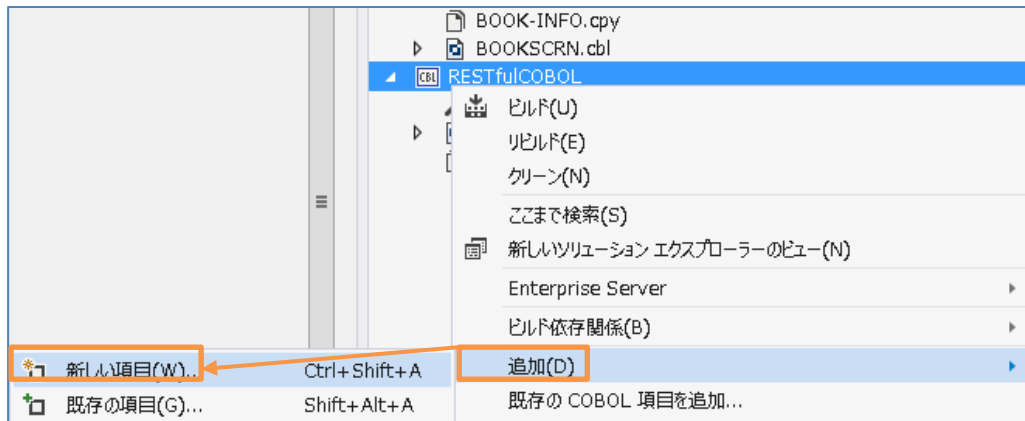 BOOK-INFO.cpy
BOOKSCRN.cbl
CBL RESTfulCOBOL
ビルド(U)
リビルド(E)
クリーン(N)
ここまで検索(S)
新しいソリューション エクスプローラーのビュー(N)
Enterprise Server
ビルド依存関係(B)
追加(D)
既存の COBOL 項目を追加...
新しい項目(W)... Ctrl+Shift+A
既存の項目(G)... Shift+Alt+A